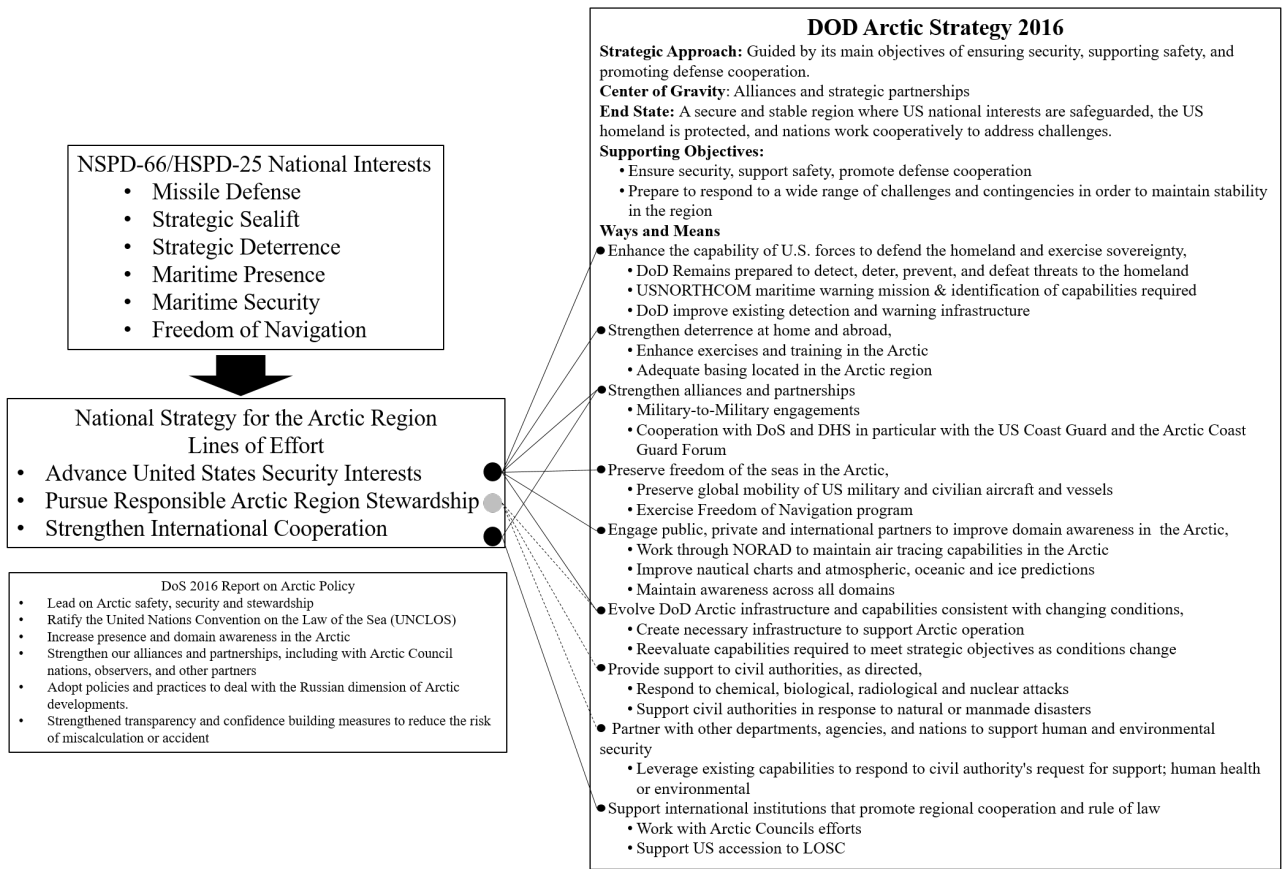 NSPD-66/HSPD-25 National Interests
• Missile Defense
• Strategic Sealift
• Strategic Deterrence
• Maritime Presence
• Maritime Security
• Freedom of Navigation
National Strategy for the Arctic Region
Lines of Effort
• Advance United States Security Interests
• Pursue Responsible Arctic Region Stewardship
• Strengthen International Cooperation
DoS 2016 Report on Arctic Policy
• Lead on Arctic safety, security and stewardship
• Ratify the United Nations Convention on the Law of the Sea (UNCLOS)
• Increase presence and domain awareness in the Arctic
• Strengthen our alliances and partnerships, including with Arctic Council
nations, observers, and other partners
• Adopt policies and practices to deal with the Russian dimension of Arctic
developments.
• Strengthened transparency and confidence building measures to reduce the risk
of miscalculation or accident
DOD Arctic Strategy 2016
Strategic Approach: Guided by its main objectives of ensuring security, supporting safety, and
promoting defense cooperation.
Center of Gravity: Alliances and strategic partnerships
End State: A secure and stable region where US national interests are safeguarded, the US
homeland is protected, and nations work cooperatively to address challenges.
Supporting Objectives:
• Ensure security, support safety, promote defense cooperation
• Prepare to respond to a wide range of challenges and contingencies in order to maintain stability
in the region
Ways and Means
• Enhance the capability of U.S. forces to defend the homeland and exercise sovereignty,
• DoD Remains prepared to detect, deter, prevent, and defeat threats to the homeland
• USNORTHCOM maritime warning mission & identification of capabilities required
• DoD improve existing detection and warning infrastructure
• Strengthen deterrence at home and abroad,
• Enhance exercises and training in the Arctic
• Adequate basing located in the Arctic region
• Strengthen alliances and partnerships
• Military-to-Military engagements
• Cooperation with DoS and DHS in particular with the US Coast Guard and the Arctic Coast
Guard Forum
• Preserve freedom of the seas in the Arctic,
• Preserve global mobility of US military and civilian aircraft and vessels
• Exercise Freedom of Navigation program
• Engage public, private and international partners to improve domain awareness in the Arctic,
• Work through NORAD to maintain air tracing capabilities in the Arctic
• Improve nautical charts and atmospheric, oceanic and ice predictions
• Maintain awareness across all domains
• Evolve DoD Arctic infrastructure and capabilities consistent with changing conditions,
• Create necessary infrastructure to support Arctic operation
• Reevaluate capabilities required to meet strategic objectives as conditions change
• Provide support to civil authorities, as directed,
• Respond to chemical, biological, radiological and nuclear attacks
• Support civil authorities in response to natural or manmade disasters
• Partner with other departments, agencies, and nations to support human and environmental
security
• Leverage existing capabilities to respond to civil authority's request for support; human health
or environmental
• Support international institutions that promote regional cooperation and rule of law
• Work with Arctic Councils efforts
• Support US accession to LOSC